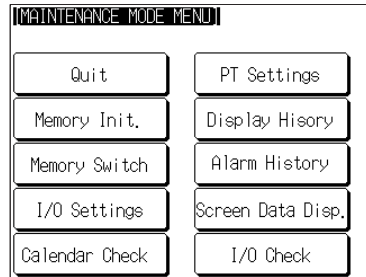 [MAINTENANCE MODE MENU]
Quit
PT Settings
Memory Init.
Display Hisory
Memory Switch
Alarm History
I/O Settings
Screen Data Disp.
Calendar Check
I/O Check